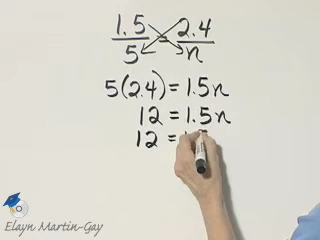 1.5/5 = 2.4/n
5(2.4) = 1.5n
12 = 1.5n
12 =
Elayn Martin-Gay